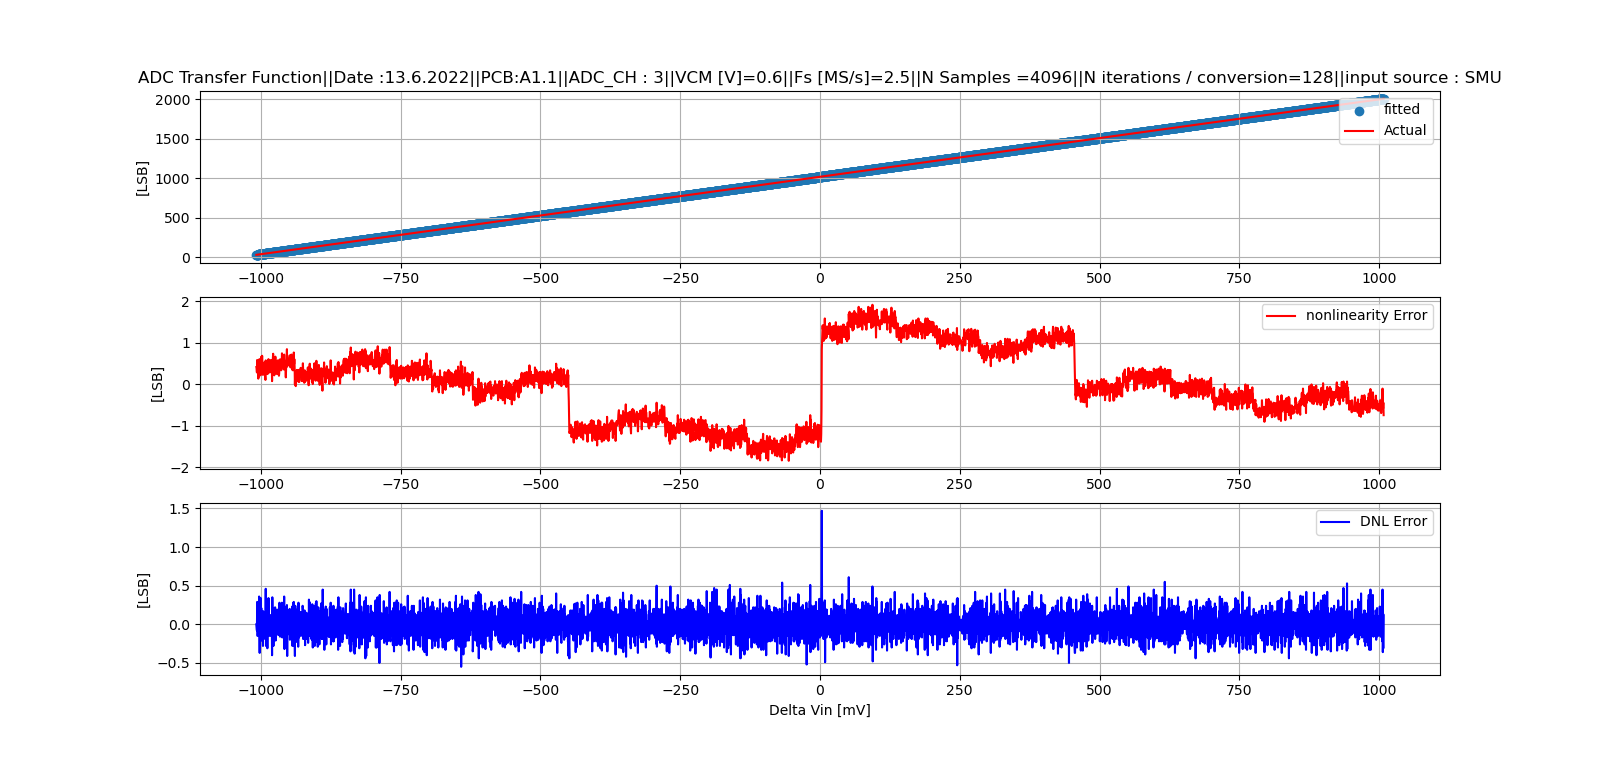 ADC Transfer Function||Date :13.6.2022||PCB:A1.1||ADC_CH : 3||VCM [V]=0.6||Fs [MS/s]=2.5||N Samples =4096||N iterations / conversion=128||input source : SMU
2000
1500
1000
500
0
[LSB]
fitted
Actual
−1000 −750 −500 −250 0 250 500 750 1000
2
1
0
−1
−2
[LSB]
nonlinearity Error
−1000 −750 −500 −250 0 250 500 750 1000
1.5
1.0
0.5
0.0
−0.5
[LSB]
DNL Error
−1000 −750 −500 −250 0 250 500 750 1000
Delta Vin [mV]